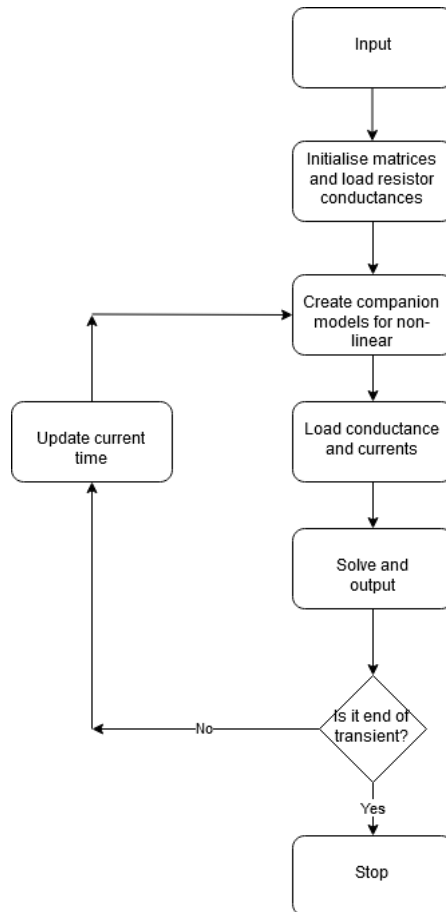 Input
Initialise matrices
and load resistor
conductances
Create companion
models for non-
linear
Update current
time
Load conductance
and currents
Solve and
output
Is it end of
transient?
No
Yes
Stop